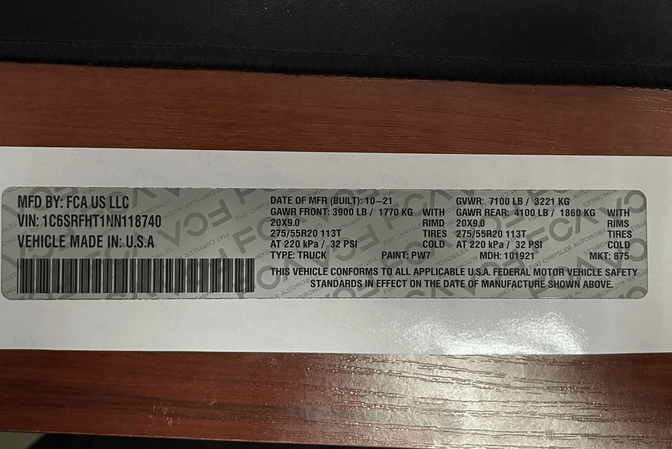 MFD BY: FCA US LLC
VIN: 1C6SRFHT1NN118740
VEHICLE MADE IN: U.S.A
DATE OF MFR (BUILT): 10-21 GVWR: 7100 LB / 3221 KG
GAWR FRONT: 3900 LB / 1770 KG WITH GAWR REAR: 4100 LB / 1860 KG WITH
20X9.0 RIMD 20X9.0 RIMS
275/55R20 113T TIRES 275/55R20 113T TIRES
AT 220 kPa / 32 PSI COLD AT 220 kPa / 32 PSI COLD
TYPE: TRUCK PAINT: PW7 MDH: 101921 MKT: 875
THIS VEHICLE CONFORMS TO ALL APPLICABLE U.S.A. FEDERAL MOTOR VEHICLE SAFETY
STANDARDS IN EFFECT ON THE DATE OF MANUFACTURE SHOWN ABOVE.